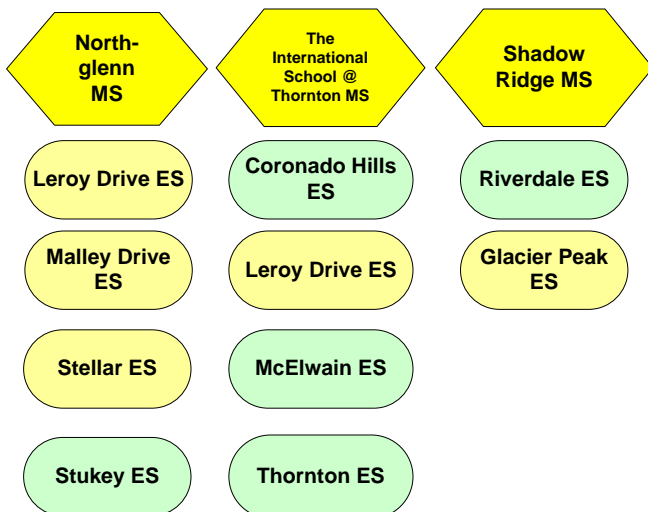 North-
glenn
MS
The
International
School @
Thornton MS
Shadow
Ridge MS
Leroy Drive ES
Coronado Hills
ES
Riverdale ES
Malley Drive
ES
Leroy Drive ES
Glacier Peak
ES
Stellar ES
McElwain ES
Stukey ES
Thornton ES